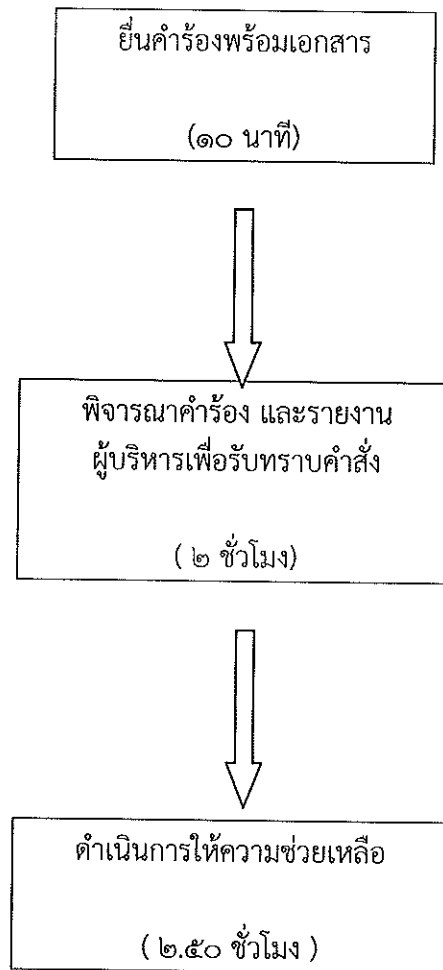 ยื่นคำร้องพร้อมเอกสาร
(๑๐ นาที)
พิจารณาคำร้อง และรายงาน
ผู้บริหารเพื่อรับทราบคำสั่ง
( ๒ ชั่วโมง)
ดำเนินการให้ความช่วยเหลือ
( ๒.๕๐ ชั่วโมง )